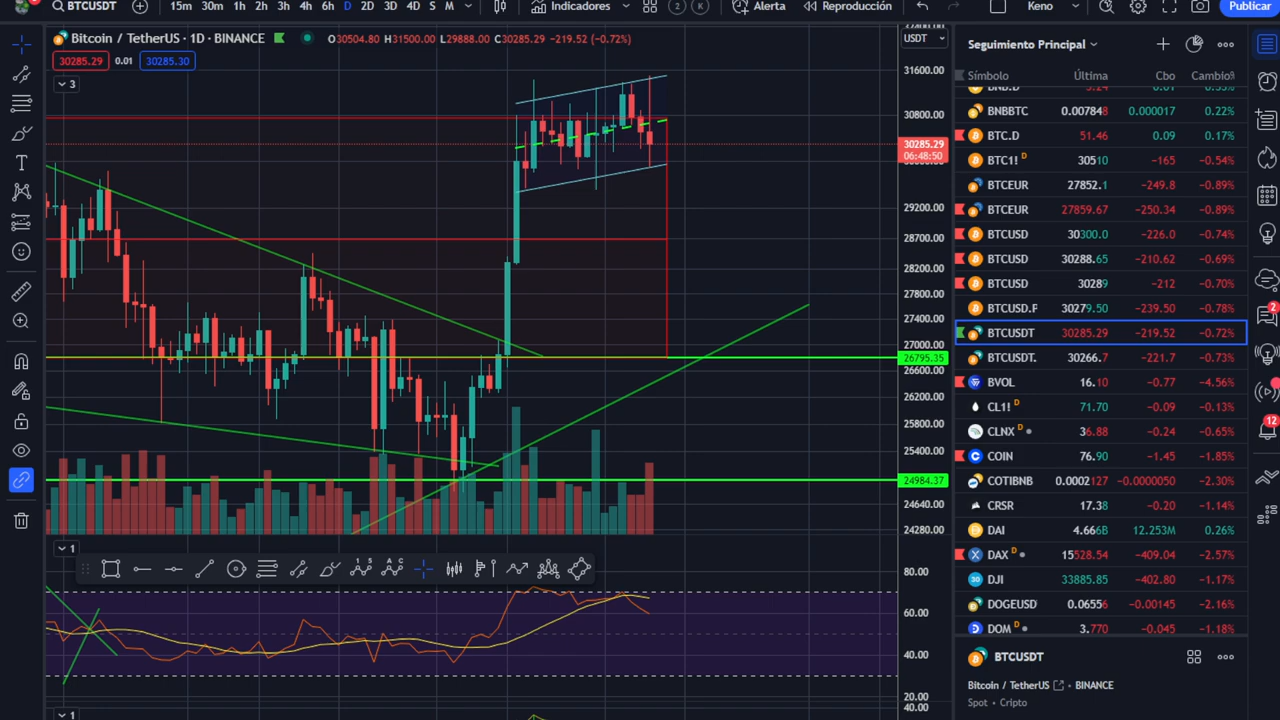 BTCUSDT 15m 30m 1h 2h 3h 4h 6h D 2D 3D 4D S M Indicadores 2 K Alerta Reproducción Keno Publicar
Bitcoin / TetherUS · 1D · BINANCE O30504.80 H31500.00 L29888.00 C30285.29 −219.52 (−0.72%)
30285.29 0.01 30285.30
3
USDT
31600.00
30800.00
30285.29
06:48:50
29200.00
28700.00
28200.00
27800.00
27400.00
27000.00
26795.35
26600.00
26200.00
25800.00
25400.00
24984.37
24640.00
24280.00
1
80.00
60.00
40.00
20.00
40.00
1
Seguimiento Principal
Símbolo Última Cbo Cambio%
BNBBTC 0.007848 0.000017 0.22%
BTC.D 51.46 0.09 0.17%
BTC1! D 30510 −165 −0.54%
BTCEUR 27852.1 −249.8 −0.89%
BTCEUR 27859.67 −250.34 −0.89%
BTCUSD 30300.0 −226.0 −0.74%
BTCUSD 30288.65 −210.62 −0.69%
BTCUSD 30289 −212 −0.70%
BTCUSD.P 30279.50 −239.50 −0.78%
BTCUSDT 30285.29 −219.52 −0.72%
BTCUSDT. 30266.7 −221.7 −0.73%
BVOL 16.10 −0.77 −4.56%
CL1! D 71.70 −0.09 −0.13%
CLNX D 36.88 −0.24 −0.65%
COIN 76.90 −1.45 −1.85%
COTIBNB 0.0002127 −0.0000050 −2.30%
CRSR 17.38 −0.20 −1.14%
DAI 4.666B 12.253M 0.26%
DAX D 15528.54 −409.04 −2.57%
DJI 33885.85 −402.80 −1.17%
DOGEUSD 0.06556 −0.00145 −2.16%
DOM D 3.770 −0.045 −1.18%
BTCUSDT
Bitcoin / TetherUS · BINANCE
Spot · Cripto
2
12